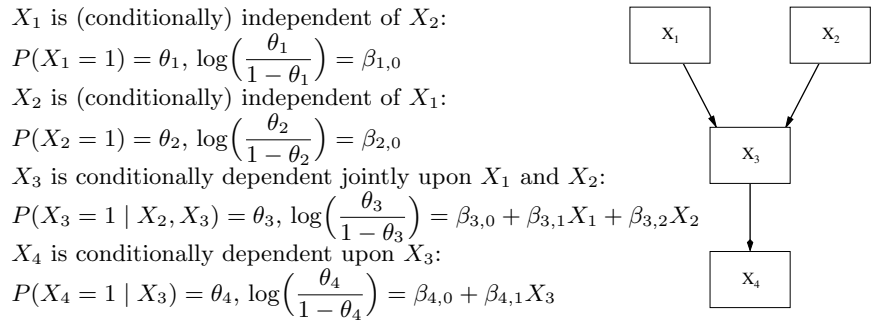 X₁ is (conditionally) independent of X₂:
P(X₁ = 1) = θ₁, log(θ₁ / (1 − θ₁)) = β₁,₀
X₂ is (conditionally) independent of X₁:
P(X₂ = 1) = θ₂, log(θ₂ / (1 − θ₂)) = β₂,₀
X₃ is conditionally dependent jointly upon X₁ and X₂:
P(X₃ = 1 | X₂, X₃) = θ₃, log(θ₃ / (1 − θ₃)) = β₃,₀ + β₃,₁X₁ + β₃,₂X₂
X₄ is conditionally dependent upon X₃:
P(X₄ = 1 | X₃) = θ₄, log(θ₄ / (1 − θ₄)) = β₄,₀ + β₄,₁X₃
X₁
X₂
X₃
X₄